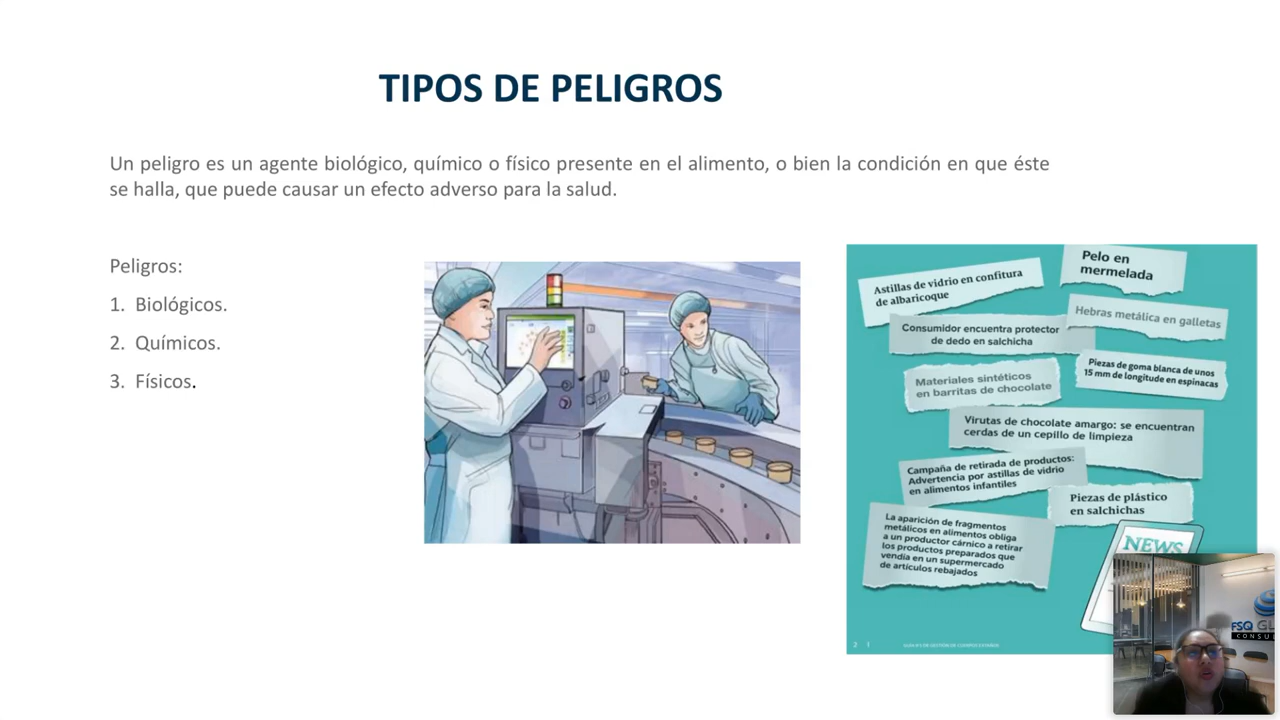 TIPOS DE PELIGROS
Un peligro es un agente biológico, químico o físico presente en el alimento, o bien la condición en que éste
se halla, que puede causar un efecto adverso para la salud.
Peligros:
1. Biológicos.
2. Químicos.
3. Físicos.
Astillas de vidrio en confitura
de albaricoque
Pelo en
mermelada
Consumidor encuentra protector
de dedo en salchicha
Hebras metálica en galletas
Materiales sintéticos
en barritas de chocolate
Piezas de goma blanca de unos
15 mm de longitude en espinacas
Virutas de chocolate amargo: se encuentran
cerdas de un cepillo de limpieza
Campaña de retirada de productos:
Advertencia por astillas de vidrio
en alimentos infantiles
Piezas de plástico
en salchichas
La aparición de fragmentos
metálicos en alimentos obliga
a un productor cárnico a retirar
los productos preparados que
vendía en un supermercado
de artículos rebajados
NEWS
2 1
FSQ GL
CONSUL